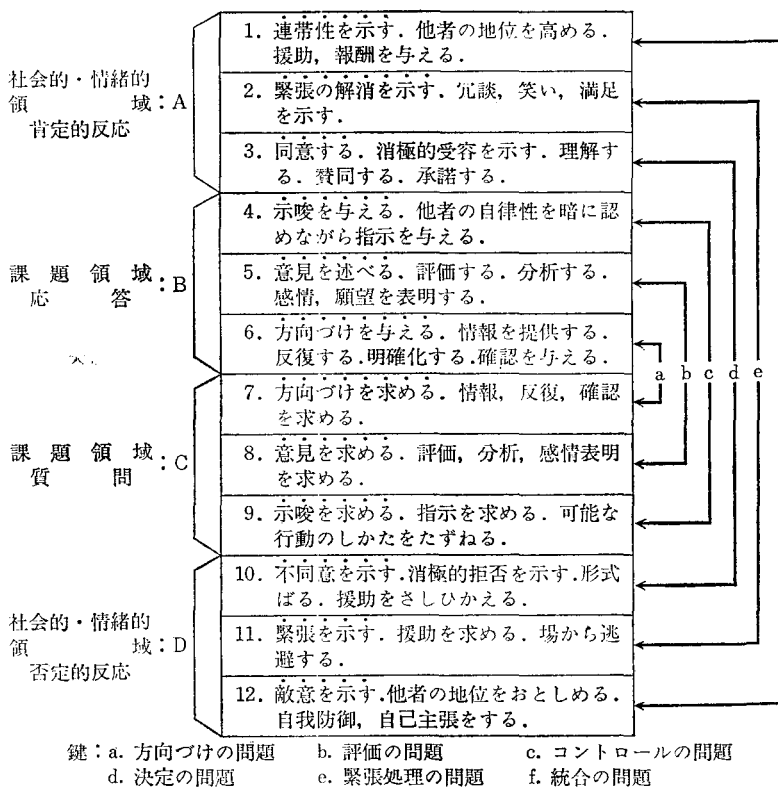 1. 連帯性を示す. 他者の地位を高める.
援助, 報酬を与える.
社会的・情緒的
領域:A
肯定的反応
2. 緊張の解消を示す. 冗談, 笑い, 満足
を示す.
3. 同意する. 消極的受容を示す. 理解す
る. 賛同する. 承諾する.
4. 示唆を与える. 他者の自律性を暗に認
めながら指示を与える.
課題領域:B
応答
5. 意見を述べる. 評価する. 分析する.
感情, 願望を表明する.
6. 方向づけを与える. 情報を提供する.
反復する.明確化する.確認を与える.
a b c d e
7. 方向づけを求める. 情報, 反復, 確認
を求める.
課題領域:C
質問
8. 意見を求める. 評価, 分析, 感情表明
を求める.
9. 示唆を求める. 指示を求める. 可能な
行動のしかたをたずねる.
10. 不同意を示す.消極的拒否を示す.形式
ばる. 援助をさしひかえる.
社会的・情緒的
領域:D
否定的反応
11. 緊張を示す. 援助を求める. 場から逃
避する.
12. 敵意を示す.他者の地位をおとしめる.
自我防御, 自己主張をする.
鍵:a. 方向づけの問題 b. 評価の問題 c. コントロールの問題
d. 決定の問題 e. 緊張処理の問題 f. 統合の問題